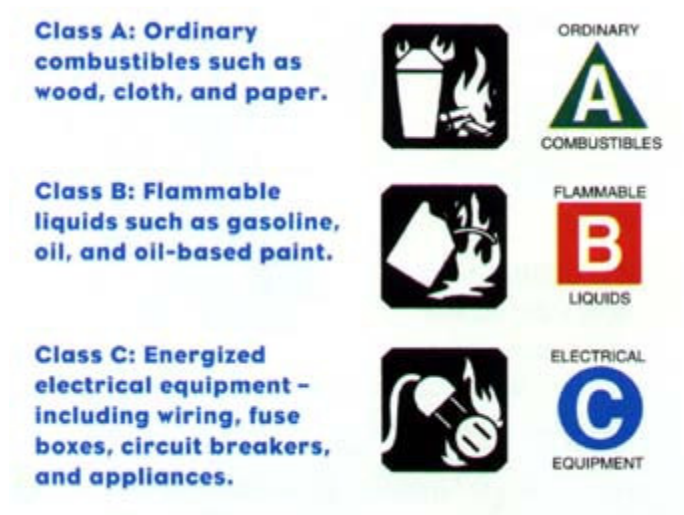 Class A: Ordinary
combustibles such as
wood, cloth, and paper.
ORDINARY
A
COMBUSTIBLES
Class B: Flammable
liquids such as gasoline,
oil, and oil-based paint.
FLAMMABLE
B
LIQUIDS
Class C: Energized
electrical equipment –
including wiring, fuse
boxes, circuit breakers,
and appliances.
ELECTRICAL
C
EQUIPMENT